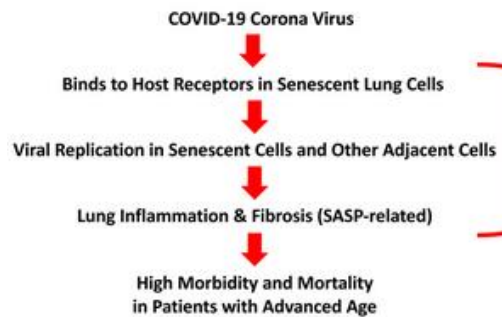 COVID-19 Corona Virus
Binds to Host Receptors in Senescent Lung Cells
Viral Replication in Senescent Cells and Other Adjacent Cells
Lung Inflammation & Fibrosis (SASP-related)
High Morbidity and Mortality
in Patients with Advanced Age